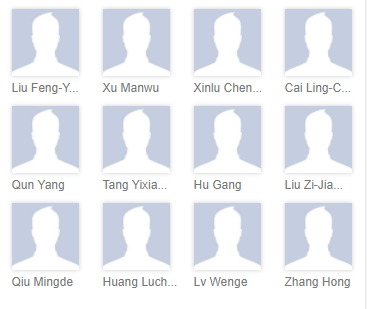 Liu Feng-Y... Xu Manwu Xinlu Chen... Cai Ling-C...
Qun Yang Tang Yixia... Hu Gang Liu Zi-Jia...
Qiu Mingde Huang Luch... Lv Wenge Zhang Hong